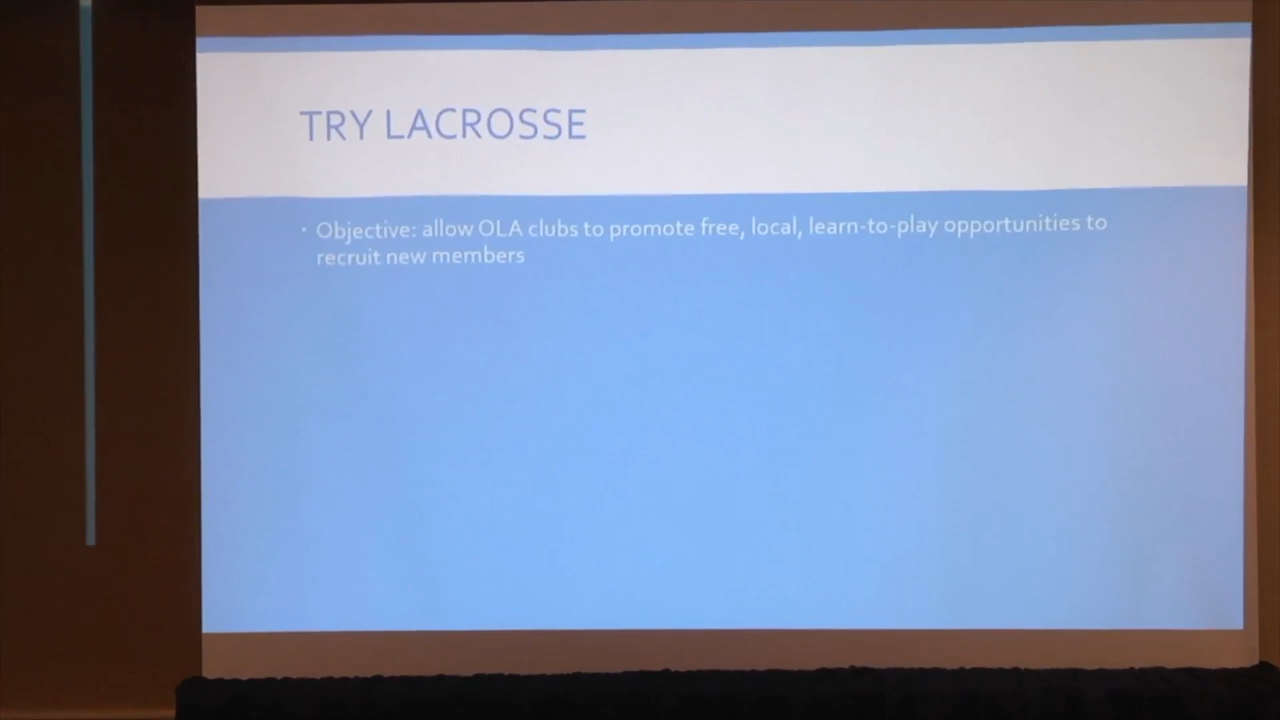 TRY LACROSSE
· Objective: allow OLA clubs to promote free, local, learn-to-play opportunities to
recruit new members